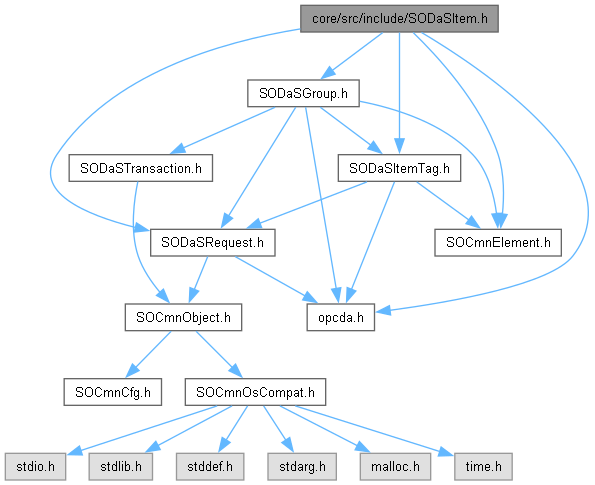 core/src/include/SODaSItem.h
SODaSGroup.h
SODaSTransaction.h
SODaSItemTag.h
SODaSRequest.h
SOCmnElement.h
SOCmnObject.h
opcda.h
SOCmnCfg.h
SOCmnOsCompat.h
stdio.h
stdlib.h
stddef.h
stdarg.h
malloc.h
time.h